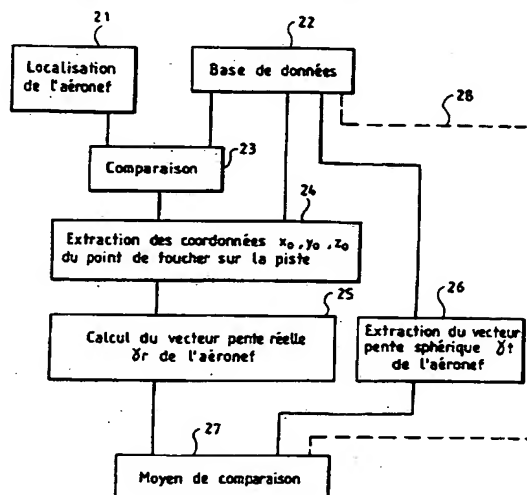 21
Localisation
de l'aéronef
22
Base de données
28
Comparaison
23
24
Extraction des coordonnées x₀, y₀, z₀
du point de foucher sur la piste
25
Calcul du vecteur pente réelle
γr de l'aéronef
26
Extraction du vecteur
pente sphérique γt
de l'aéronef
27
Moyen de comparaison